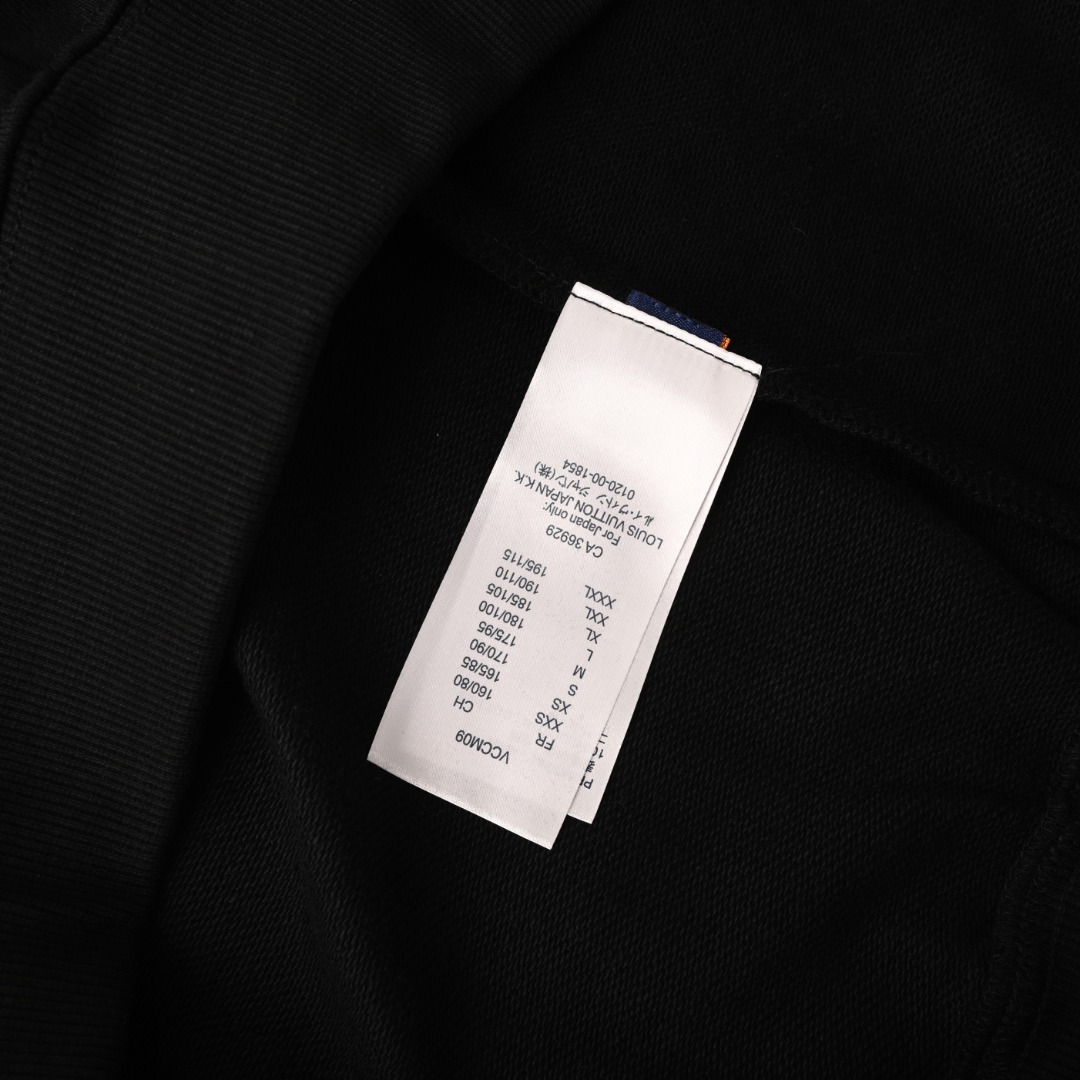 VCCM09
FR CH
XXS 160/80
XS 165/85
S 170/90
M 175/95
L 180/100
XL 185/105
XXL 190/110
XXXL 195/115
CA 36929
For Japan only:
LOUIS VUITTON JAPAN K.K.
ルイ・ヴィトン ジャパン(株)
0120-00-1854